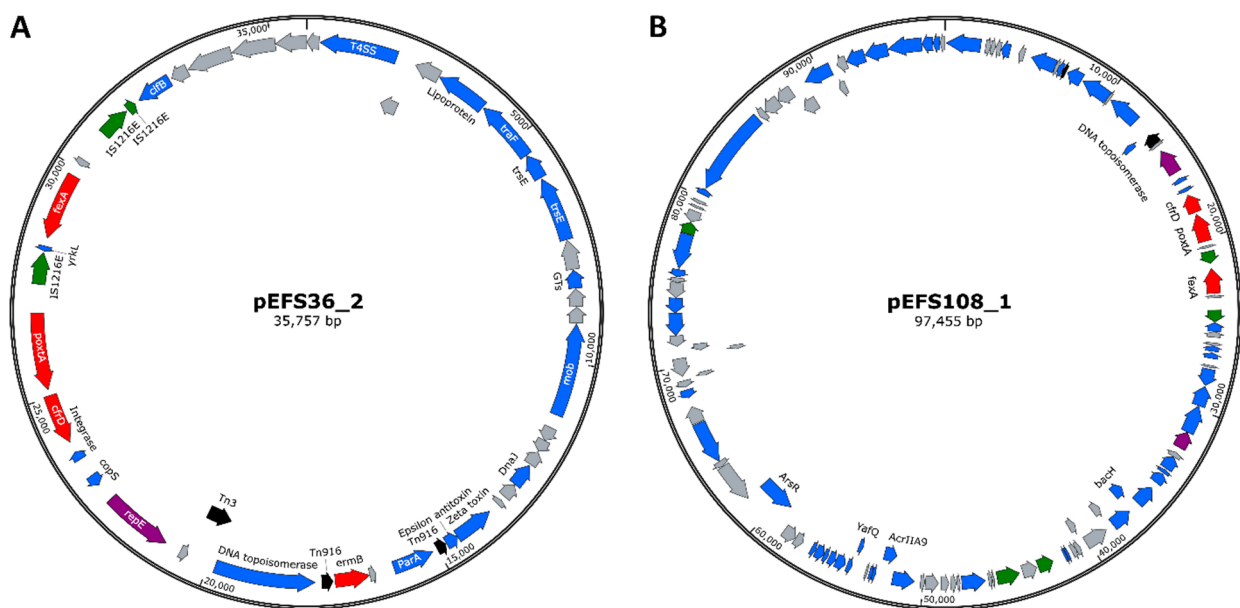 A
35,000
T4SS
clfB
IS1216E
IS1216E
Lipoprotein
5000
traF
trsE
trsE
30,000
fexA
yrkL
IS1216E
GTs
pEFS36_2
35,757 bp
10,000
mob
poxtA
25,000
cfrD
Integrase
copS
repE
Tn3
DnaJ
Epsilon antitoxin
Zeta toxin
Tn916
15,000
ParA
DNA topoisomerase
Tn916
ermB
20,000
B
90,000
10,000
DNA topoisomerase
80,000
cfrD
poxtA
20,000
fexA
pEFS108_1
97,455 bp
70,000
30,000
ArsR
bacH
YafQ
AcrIIA9
60,000
40,000
50,000